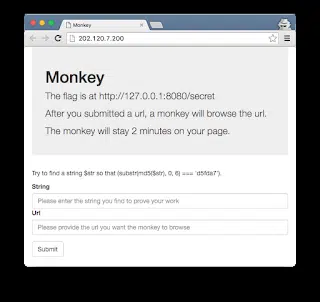 Monkey
202.120.7.200
Monkey
The flag is at http://127.0.0.1:8080/secret
After you submitted a url, a monkey will browse the url.
The monkey will stay 2 minutes on your page.
Try to find a string $str so that (substr(md5($str), 0, 6) === 'd5fda7').
String
Please enter the string you find to prove your work
Url
Please provide the url you want the monkey to browse
Submit